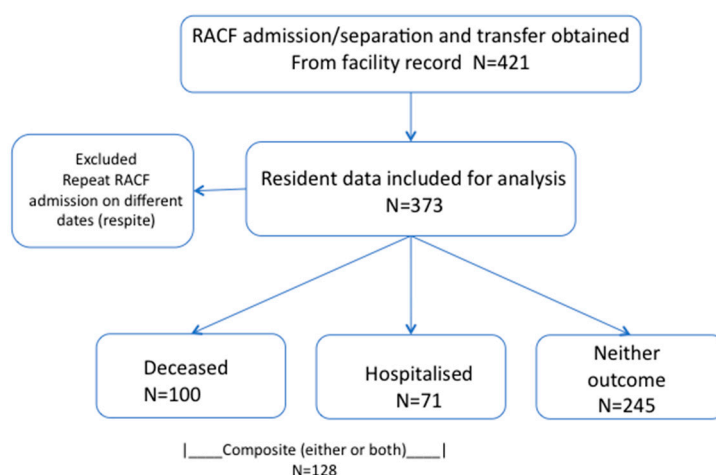 RACF admission/separation and transfer obtained
From facility record N=421
Excluded
Repeat RACF
admission on different
dates (respite)
Resident data included for analysis
N=373
Deceased
N=100
Hospitalised
N=71
Neither
outcome
N=245
|____Composite (either or both)____|
N=128